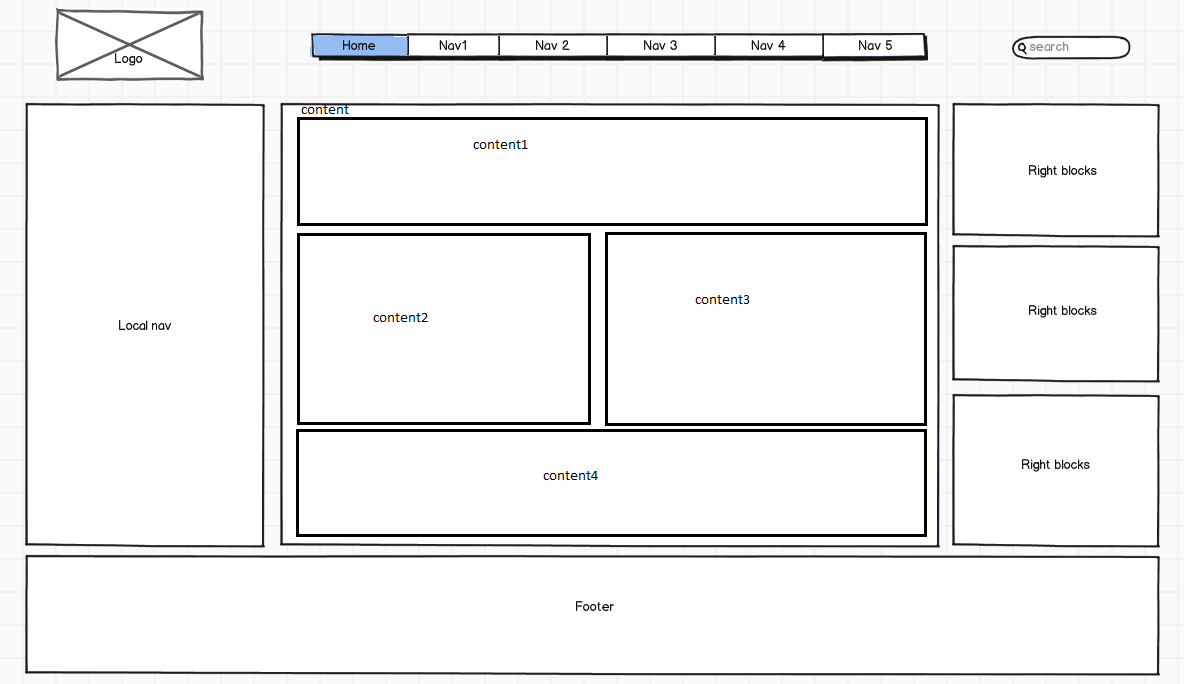 Logo
Home Nav1 Nav 2 Nav 3 Nav 4 Nav 5
search
Local nav
content
content1
content2
content3
content4
Right blocks
Right blocks
Right blocks
Footer